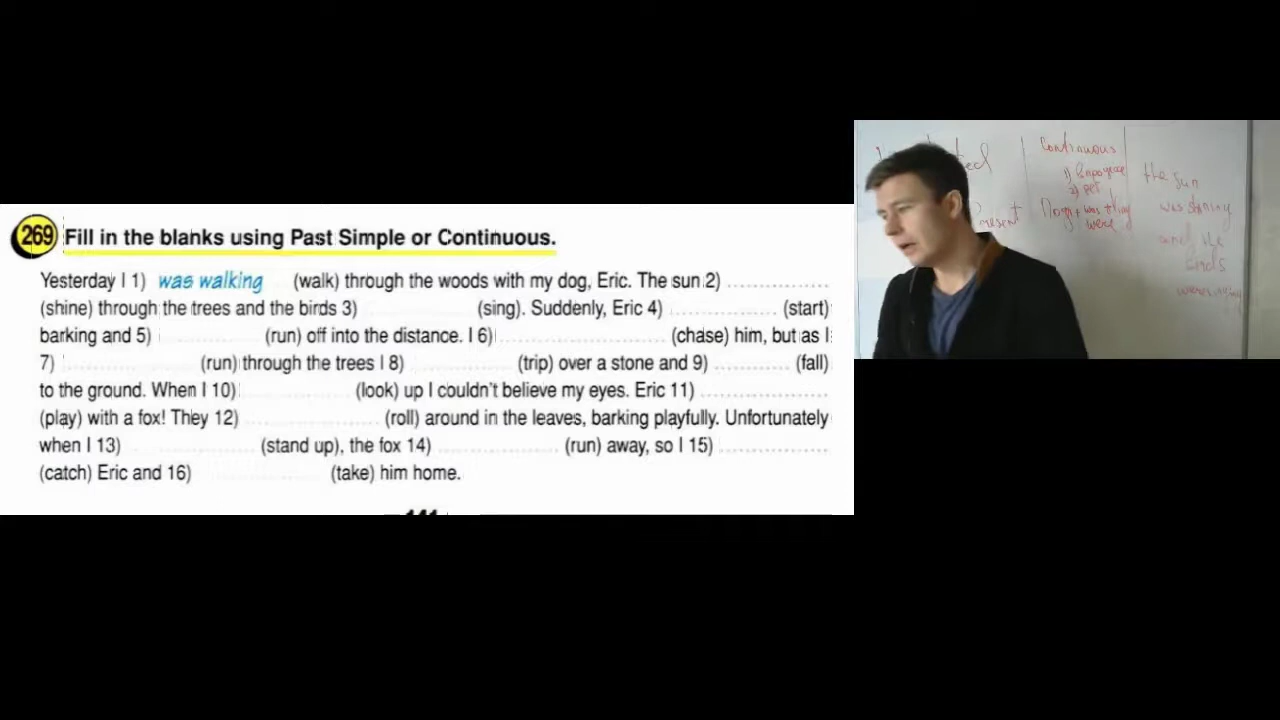 269 Fill in the blanks using Past Simple or Continuous.
Yesterday I 1) was walking (walk) through the woods with my dog, Eric. The sun 2) ....................
(shine) through the trees and the birds 3) .................... (sing). Suddenly, Eric 4) .................... (start)
barking and 5) .................... (run) off into the distance. I 6) .................... (chase) him, but as I
7) .................... (run) through the trees I 8) .................... (trip) over a stone and 9) .................... (fall)
to the ground. When I 10) .................... (look) up I couldn't believe my eyes. Eric 11) ....................
(play) with a fox! They 12) .................... (roll) around in the leaves, barking playfully. Unfortunately
when I 13) .................... (stand up), the fox 14) .................... (run) away, so I 15) ....................
(catch) Eric and 16) .................... (take) him home.
Continuous
the sun
was shining
and the
birds